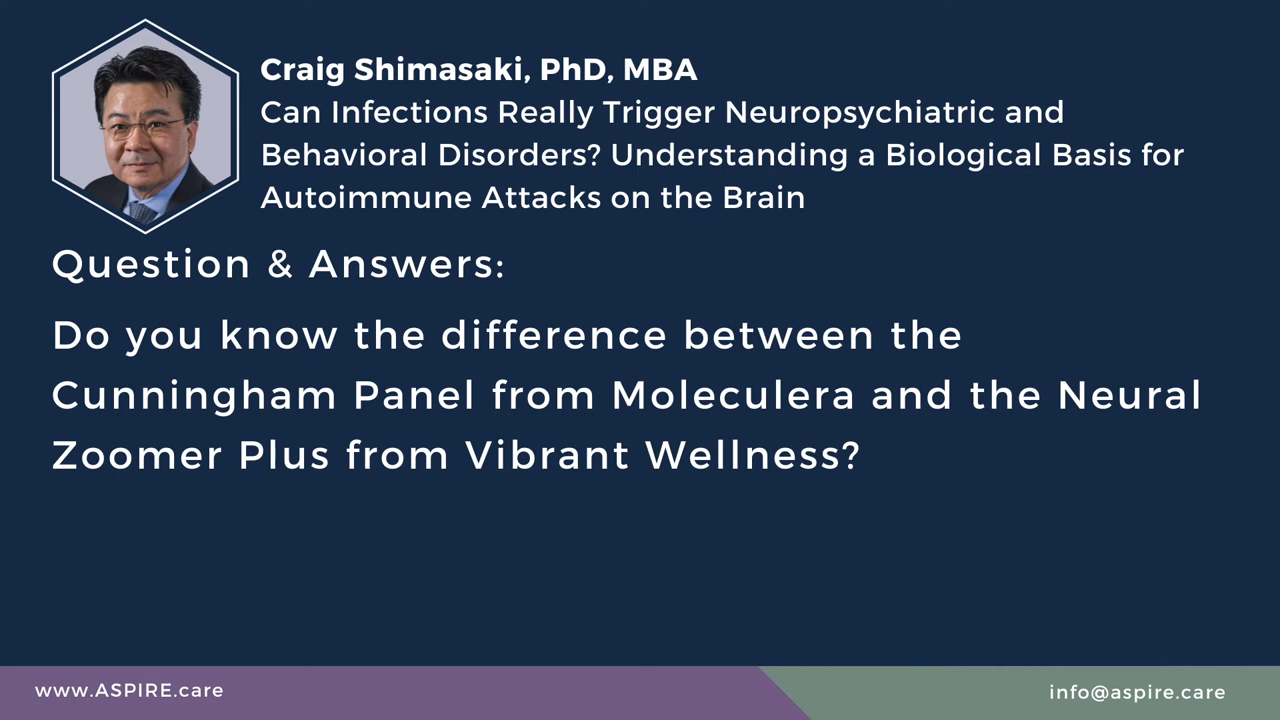 Craig Shimasaki, PhD, MBA
Can Infections Really Trigger Neuropsychiatric and
Behavioral Disorders? Understanding a Biological Basis for
Autoimmune Attacks on the Brain
Question & Answers:
Do you know the difference between the
Cunningham Panel from Moleculera and the Neural
Zoomer Plus from Vibrant Wellness?
www.ASPIRE.care
info@aspire.care